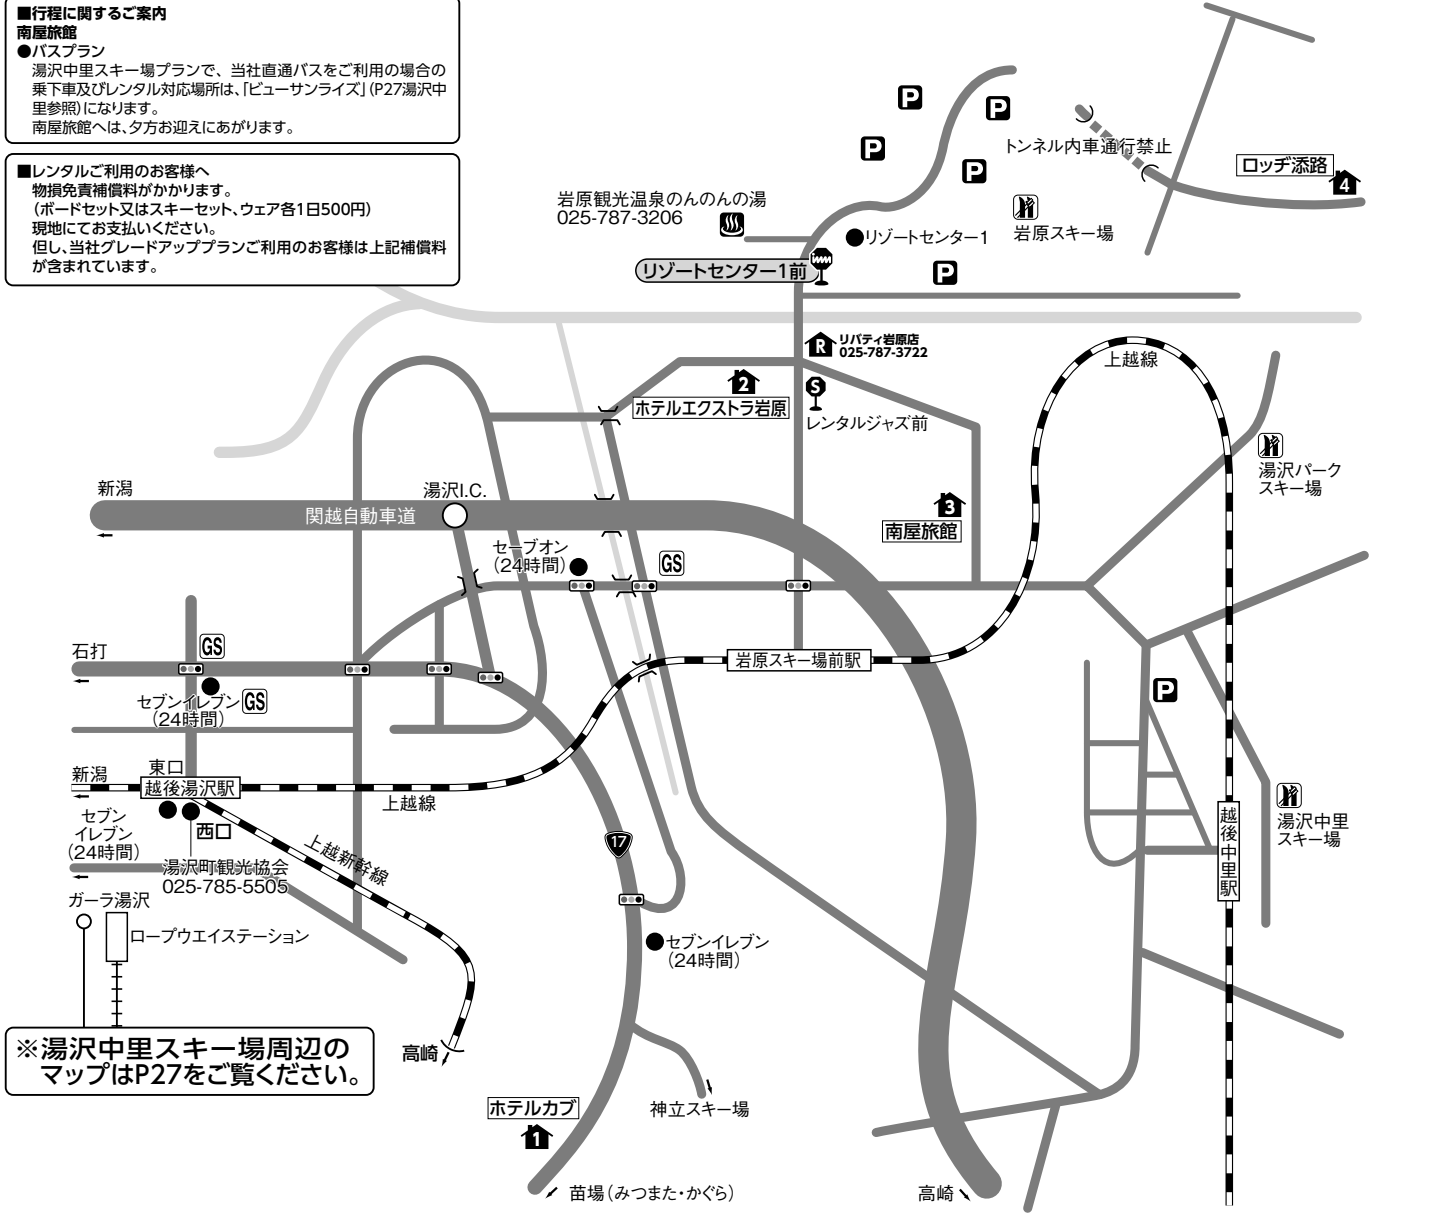 ■行程に関するご案内
南屋旅館
●バスプラン
湯沢中里スキー場プランで、当社直通バスをご利用の場合の
乗下車及びレンタル対応場所は、「ビューサンライズ」(P27湯沢中
里参照)になります。
南屋旅館へは、夕方お迎えにあがります。
■レンタルご利用のお客様へ
物損免責補償料がかかります。
(ボードセット又はスキーセット、ウェア各1日500円)
現地にてお支払いください。
但し、当社グレードアッププランご利用のお客様は上記補償料
が含まれています。
P
P
P
P
トンネル内車通行禁止
ロッヂ添路
4
岩原観光温泉のんのんの湯
025-787-3206
岩原スキー場
リゾートセンター1
リゾートセンター1前
P
R
リバティ岩原店
025-787-3722
上越線
2
S
ホテルエクストラ岩原
レンタルジャズ前
湯沢パーク
スキー場
新潟
湯沢I.C.
関越自動車道
3
南屋旅館
セーブオン
(24時間)
GS
石打
GS
岩原スキー場前駅
セブンイレブン
(24時間)
GS
P
東口
新潟
越後湯沢駅
上越線
セブン
イレブン
(24時間)
西口
湯沢町観光協会
025-785-5505
上越新幹線
17
越後中里駅
湯沢中里
スキー場
ガーラ湯沢
ロープウエイステーション
セブンイレブン
(24時間)
※湯沢中里スキー場周辺の
マップはP27をご覧ください。
高崎
ホテルカブ
1
神立スキー場
苗場(みつまた・かぐら)
高崎